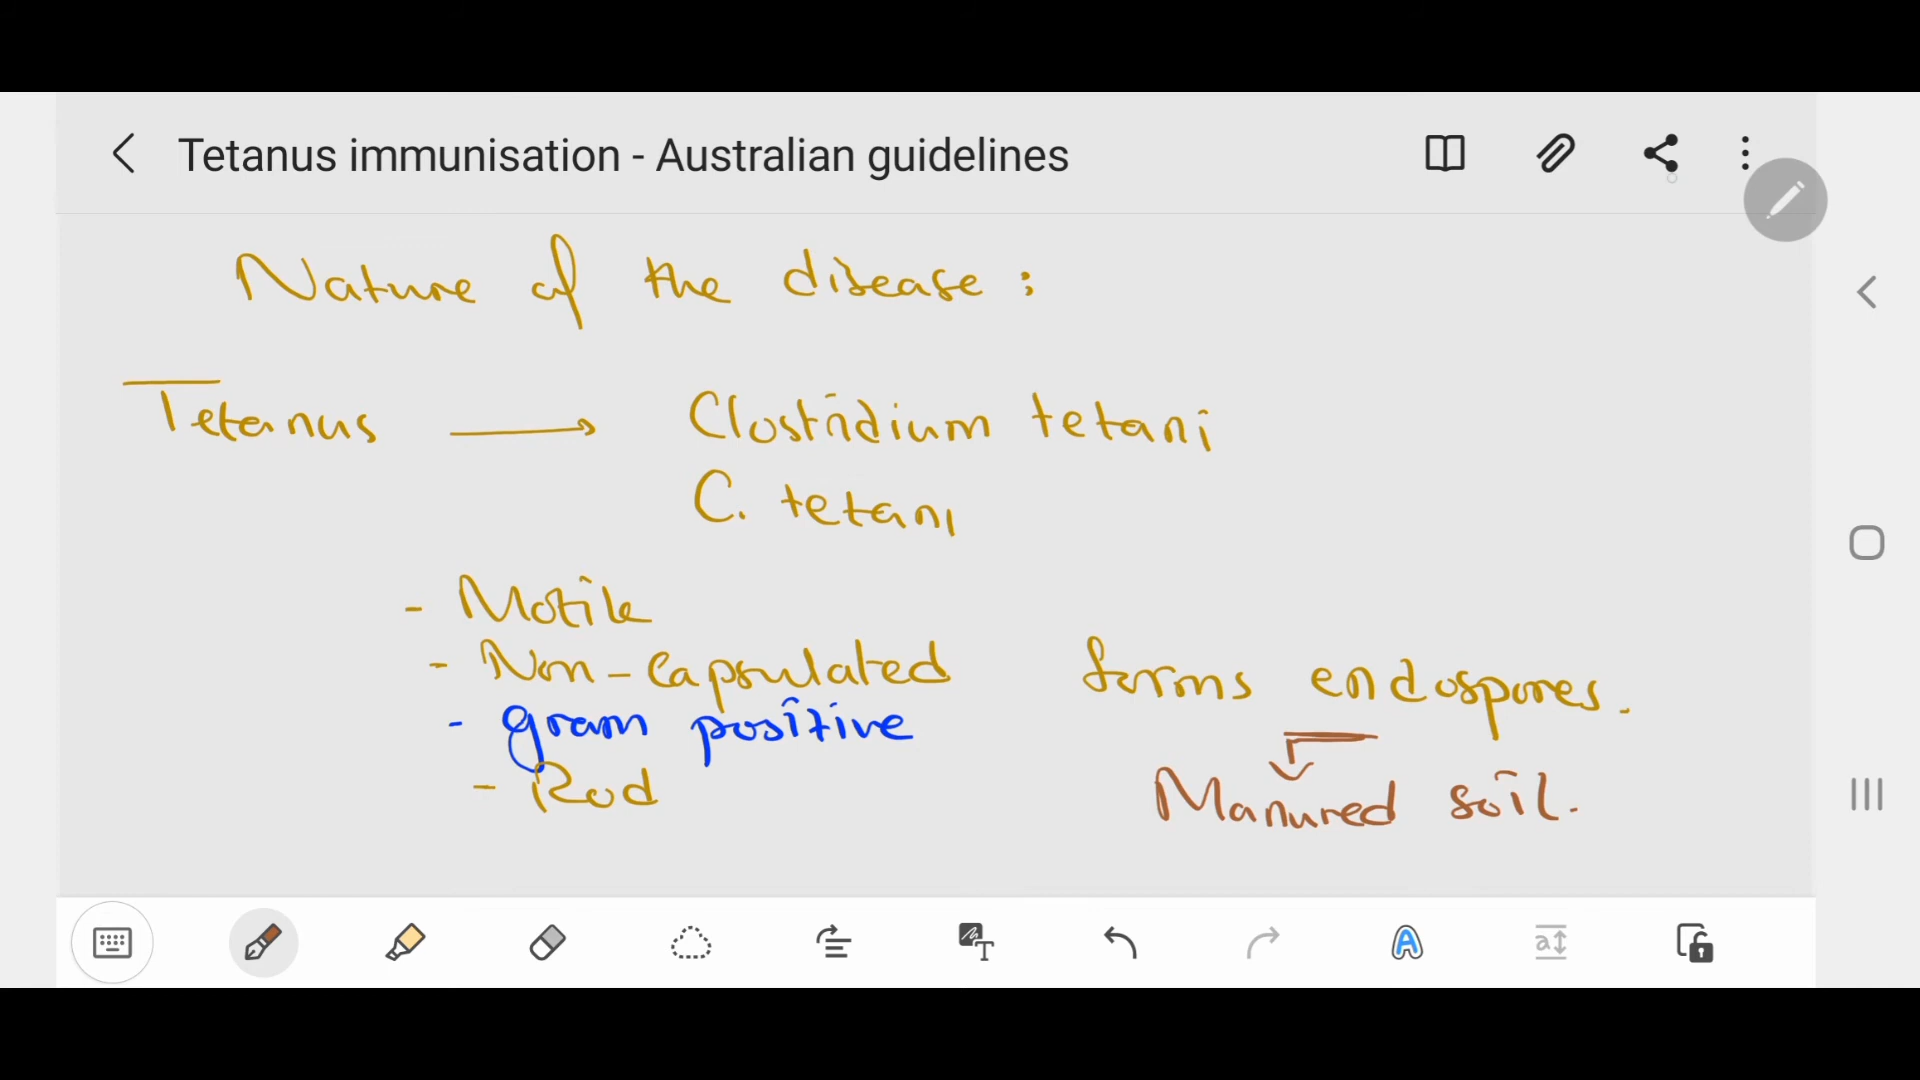 Tetanus immunisation - Australian guidelines
Nature of the disease:
Tetanus → Clostridium tetani
C. tetani
- Motile
- Non-Capsulated
forms endospores.
- gram positive
- Rod
Manured soil.